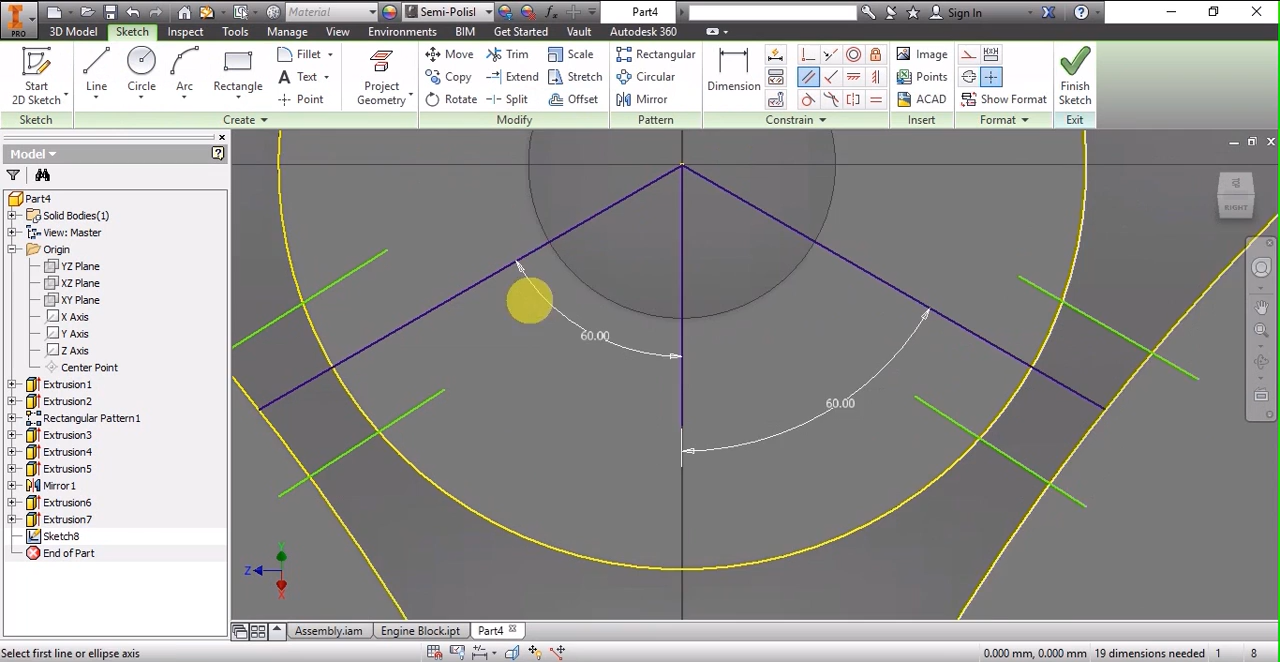 PRO
Material
Semi-Polisl
Part4
Sign In
3D Model
Sketch
Inspect
Tools
Manage
View
Environments
BIM
Get Started
Vault
Autodesk 360
Start
2D Sketch
Line
Circle
Arc
Rectangle
Fillet
Text
Point
Project
Geometry
Move
Copy
Rotate
Trim
Extend
Split
Scale
Stretch
Offset
Rectangular
Circular
Mirror
Dimension
Image
Points
ACAD
Show Format
Finish
Sketch
Sketch
Create
Modify
Pattern
Constrain
Insert
Format
Exit
Model
Part4
Solid Bodies(1)
View: Master
Origin
YZ Plane
XZ Plane
XY Plane
X Axis
Y Axis
Z Axis
Center Point
Extrusion1
Extrusion2
Rectangular Pattern1
Extrusion3
Extrusion4
Extrusion5
Mirror1
Extrusion6
Extrusion7
Sketch8
End of Part
60.00
60.00
RIGHT
Z
X
Assembly.iam
Engine Block.ipt
Part4
Select first line or ellipse axis
0.000 mm, 0.000 mm
19 dimensions needed
1
8